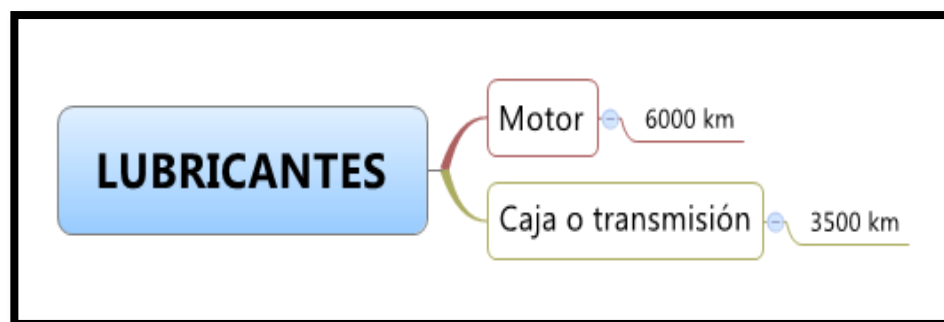 LUBRICANTES
Motor
6000 km
Caja o transmisión
3500 km